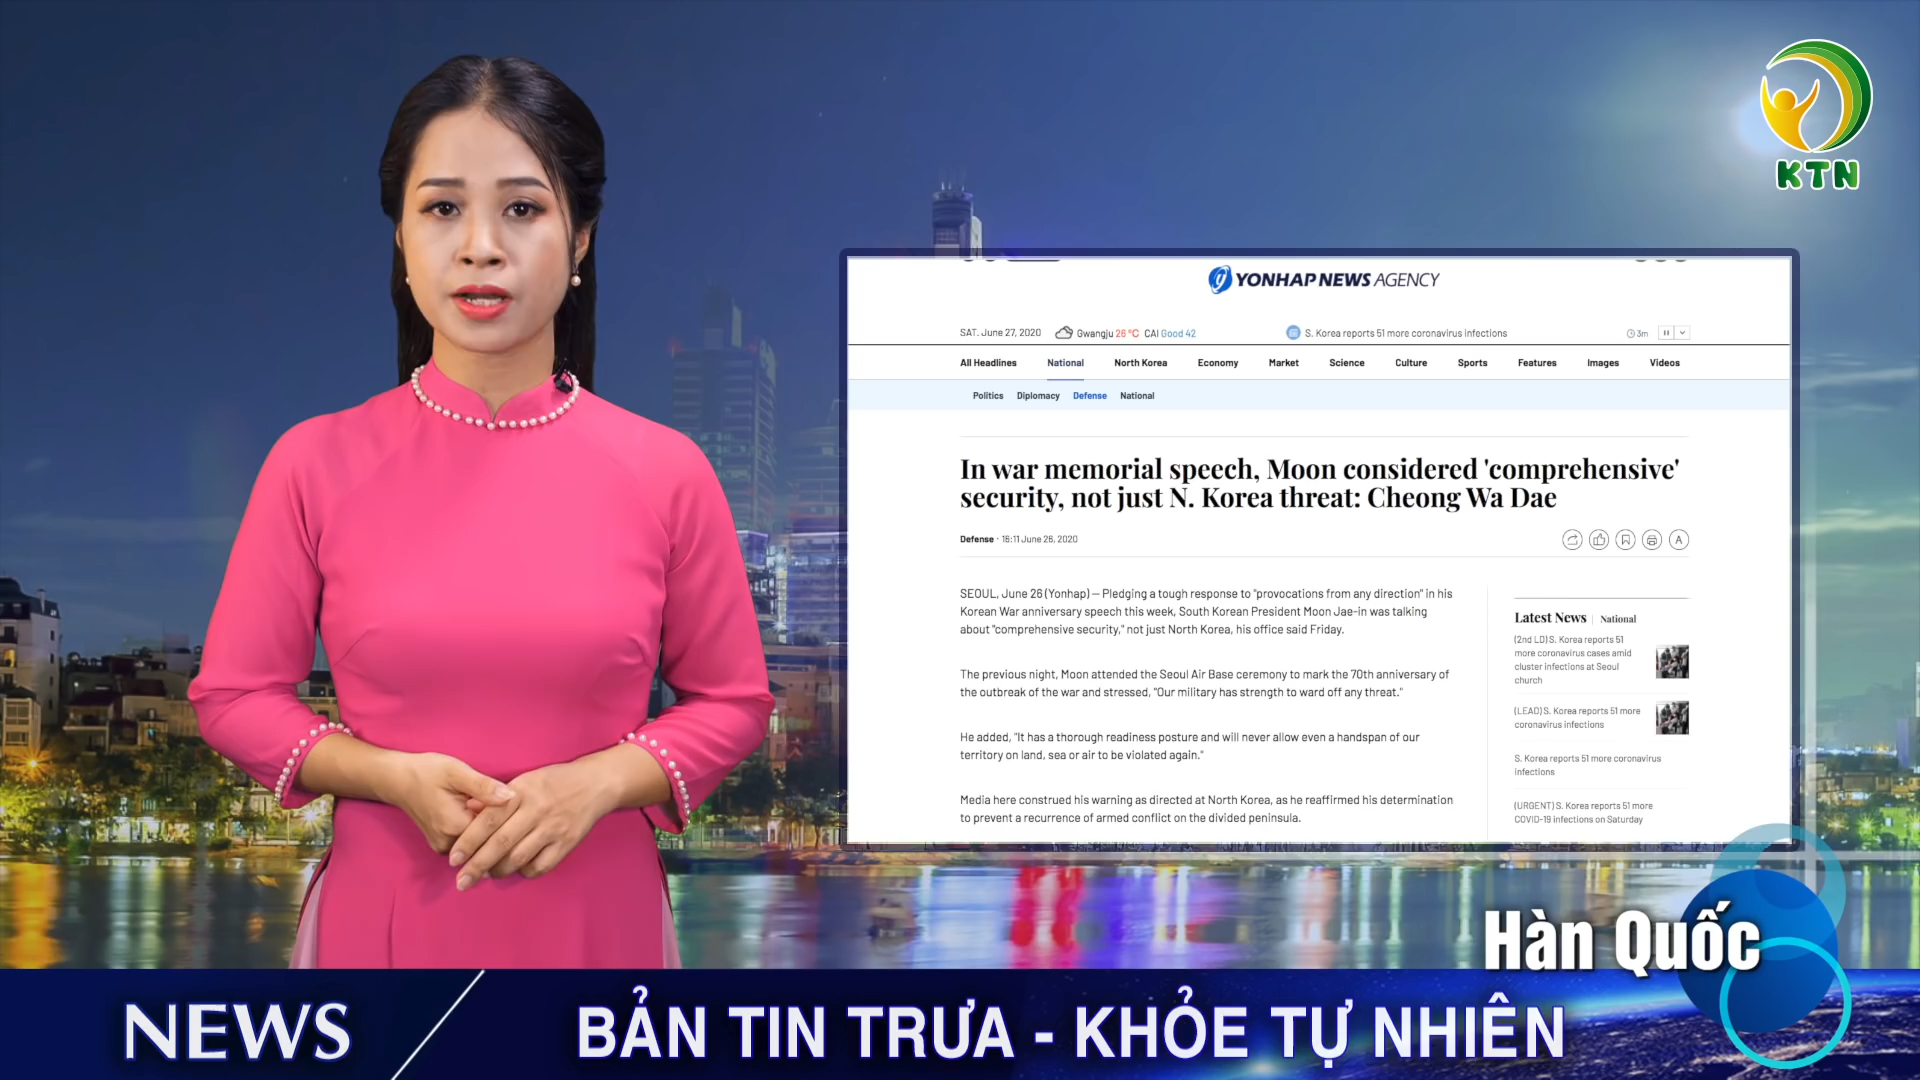 KTN
YONHAP NEWS AGENCY
SAT. June 27, 2020 Gwangju 26 °C CAI Good 42 S. Korea reports 51 more coronavirus infections 3m
All Headlines National North Korea Economy Market Science Culture Sports Features Images Videos
Politics Diplomacy Defense National
In war memorial speech, Moon considered 'comprehensive'
security, not just N. Korea threat: Cheong Wa Dae
Defense · 16:11 June 26, 2020
A
SEOUL, June 26 (Yonhap) — Pledging a tough response to "provocations from any direction" in his
Korean War anniversary speech this week, South Korean President Moon Jae-in was talking
about "comprehensive security," not just North Korea, his office said Friday.
The previous night, Moon attended the Seoul Air Base ceremony to mark the 70th anniversary of
the outbreak of the war and stressed, "Our military has strength to ward off any threat."
He added, "It has a thorough readiness posture and will never allow even a handspan of our
territory on land, sea or air to be violated again."
Media here construed his warning as directed at North Korea, as he reaffirmed his determination
to prevent a recurrence of armed conflict on the divided peninsula.
Latest News | National
(2nd LD) S. Korea reports 51
more coronavirus cases amid
cluster infections at Seoul
church
(LEAD) S. Korea reports 51 more
coronavirus infections
S. Korea reports 51 more coronavirus
infections
(URGENT) S. Korea reports 51 more
COVID-19 infections on Saturday
Hàn Quốc
NEWS
BẢN TIN TRƯA - KHỎE TỰ NHIÊN